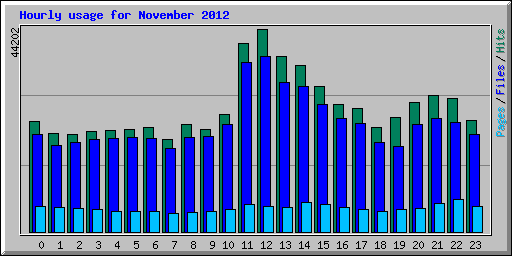 Hourly usage for November 2012
44202
Pages / Files / Hits
0 1 2 3 4 5 6 7 8 9 10 11 12 13 14 15 16 17 18 19 20 21 22 23